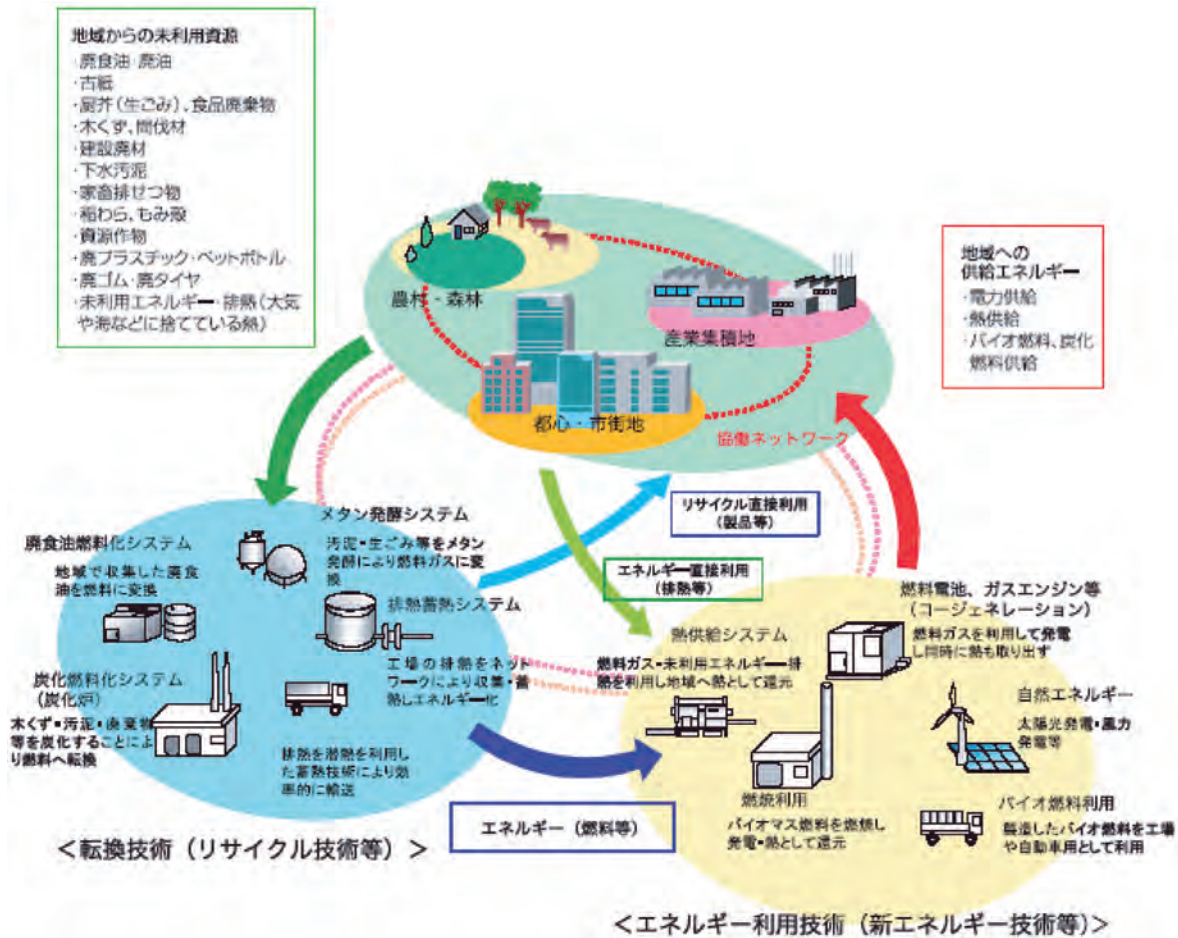 地域からの未利用資源
・廃食油・廃油
・古紙
・厨芥(生ごみ)、食品廃棄物
・木くず、間伐材
・建設廃材
・下水汚泥
・家畜排せつ物
・稲わら、もみ殻
・資源作物
・廃プラスチック・ペットボトル
・廃ゴム・廃タイヤ
・未利用エネルギー・排熱(大気
や海などに捨てている熱)
農村・森林
産業集積地
都心・市街地
協働ネットワーク
地域への
供給エネルギー
・電力供給
・熱供給
・バイオ燃料、炭化
燃料供給
リサイクル直接利用
(製品等)
エネルギー直接利用
(排熱等)
メタン発酵システム
汚泥・生ごみ等をメタン
発酵により燃料ガスに変
換
廃食油燃料化システム
地域で収集した廃食
油を燃料に変換
排熱蓄熱システム
工場の排熱をネット
ワークにより収集・蓄
熱しエネルギー化
炭化燃料化システム
(炭化炉)
木くず・汚泥・廃棄物
等を炭化することによ
り燃料へ転換
排熱を潜熱を利用し
た蓄熱技術により効
率的に輸送
<転換技術(リサイクル技術等)>
エネルギー(燃料等)
燃料電池、ガスエンジン等
(コージェネレーション)
燃料ガスを利用して発電
し同時に熱も取り出す
熱供給システム
燃料ガス・未利用エネルギー排
熱を利用し地域へ熱として還元
自然エネルギー
太陽光発電・風力
発電等
燃焼利用
バイオマス燃料を燃焼し
発電・熱として還元
バイオ燃料利用
製造したバイオ燃料を工場
や自動車用として利用
<エネルギー利用技術(新エネルギー技術等)>